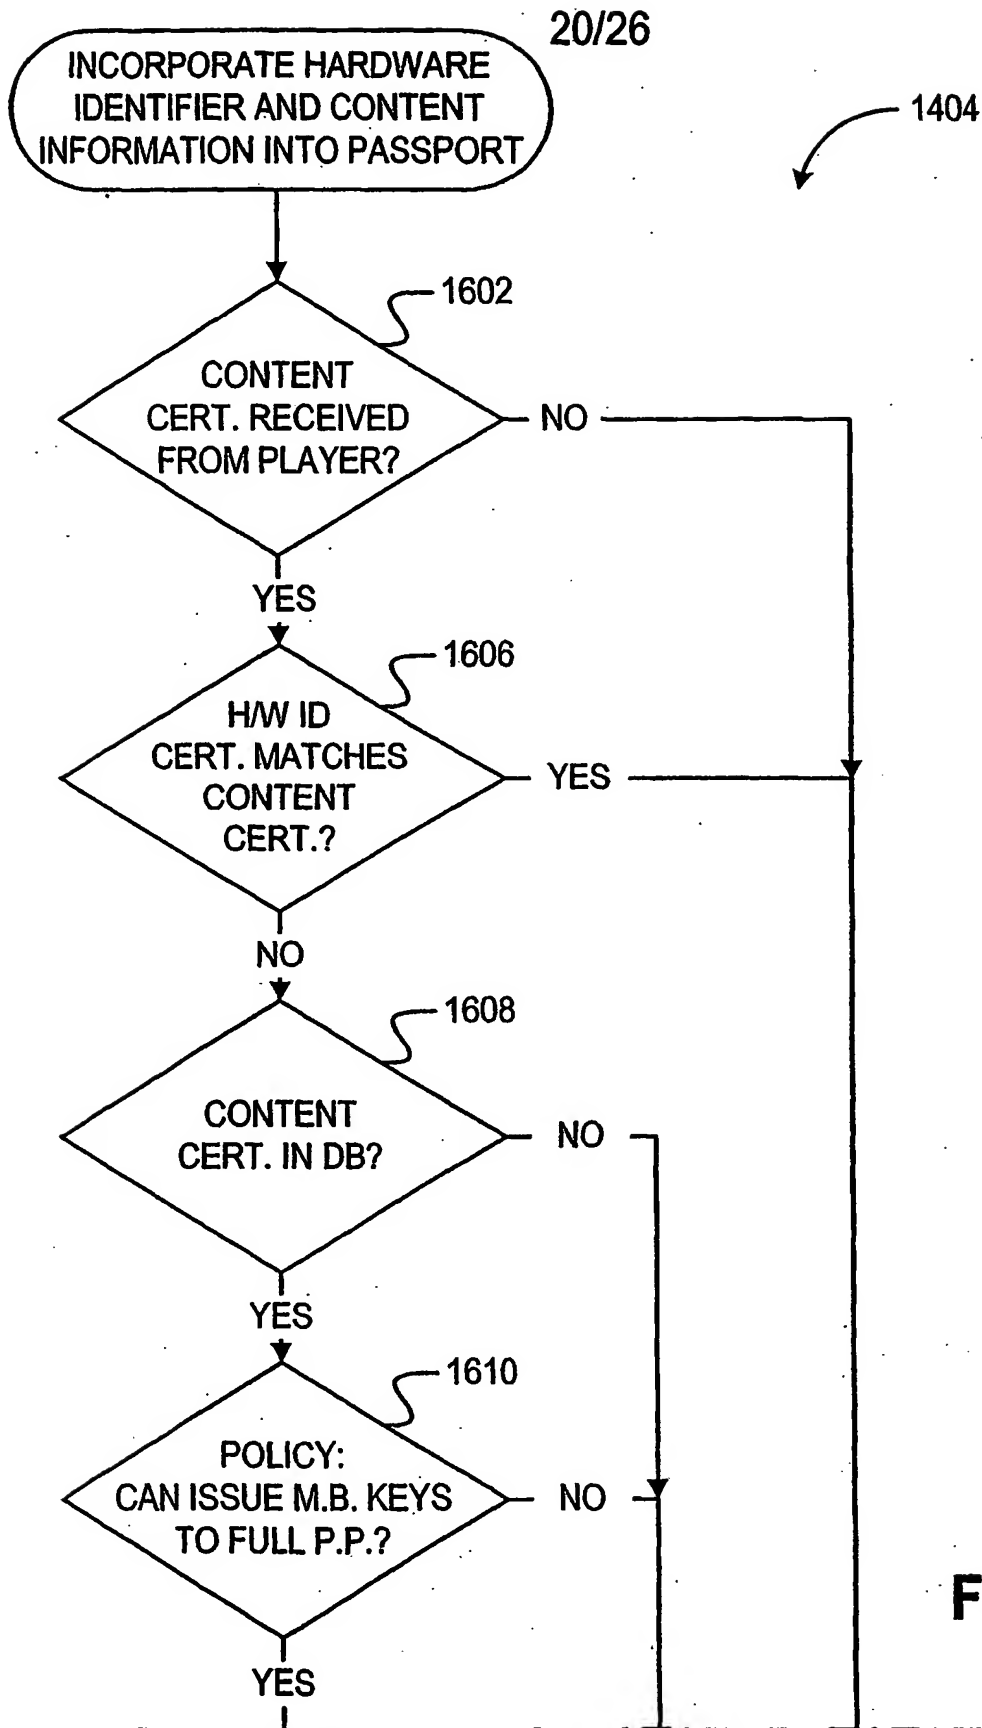 20/26
INCORPORATE HARDWARE
IDENTIFIER AND CONTENT
INFORMATION INTO PASSPORT
1404
1602
CONTENT
CERT. RECEIVED
FROM PLAYER?
NO
YES
1606
H/W ID
CERT. MATCHES
CONTENT
CERT.?
YES
NO
1608
CONTENT
CERT. IN DB?
NO
YES
1610
POLICY:
CAN ISSUE M.B. KEYS
TO FULL P.P.?
NO
F
YES